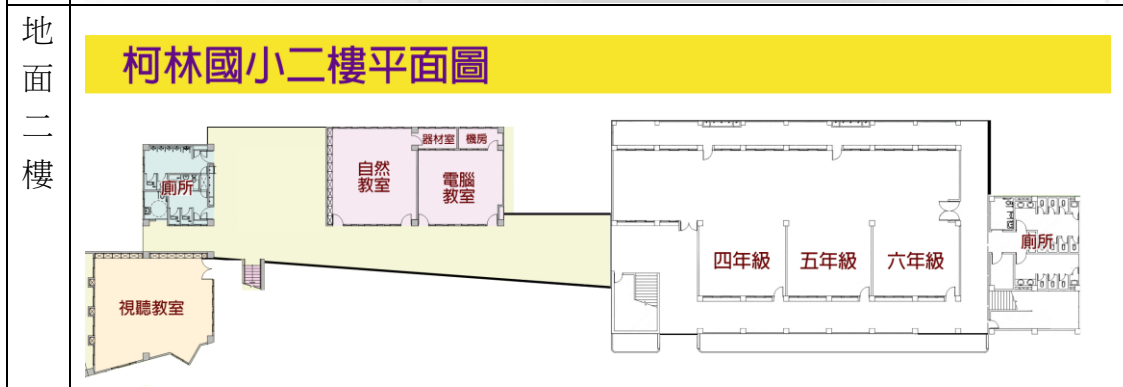 地面二樓
柯林國小二樓平面圖
器材室
機房
自然
教室
電腦
教室
廁所
視聽教室
四年級
五年級
六年級
廁所